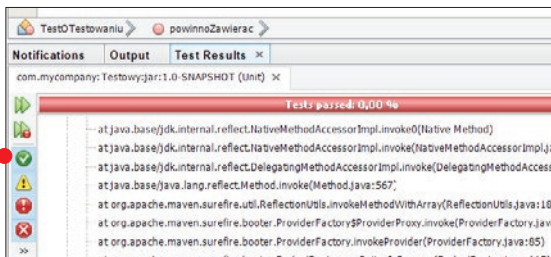 TestOTestowaniu powinnoZawierac
Notifications Output Test Results ×
com.mycompany:Testowy:jar:1.0-SNAPSHOT (Unit) ×
Tests passed: 0,00 %
at java.base/jdk.internal.reflect.NativeMethodAccessorImpl.invoke0(Native Method)
at java.base/jdk.internal.reflect.NativeMethodAccessorImpl.invoke(NativeMethodAccessorImpl.ja
at java.base/jdk.internal.reflect.DelegatingMethodAccessorImpl.invoke(DelegatingMethodAccess
at java.base/java.lang.reflect.Method.invoke(Method.java:567)
at org.apache.maven.surefire.util.ReflectionUtils.invokeMethodWithArray(ReflectionUtils.java:18
at org.apache.maven.surefire.booter.ProviderFactory$ProviderProxy.invoke(ProviderFactory.jav
at org.apache.maven.surefire.booter.ProviderFactory.invokeProvider(ProviderFactory.java:85)